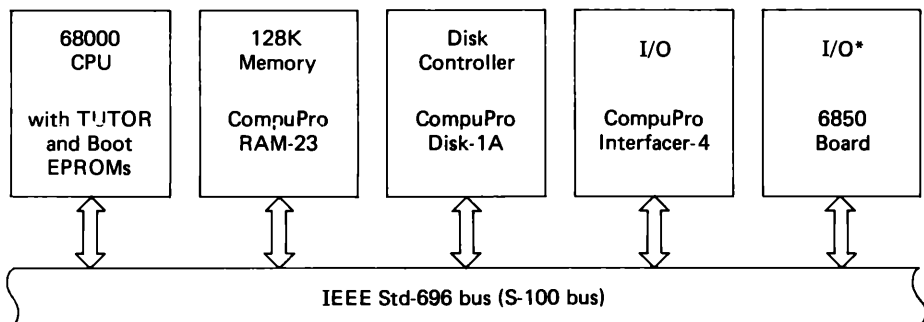 68000
CPU
with TUTOR
and Boot
EPROMs
128K
Memory
CompuPro
RAM-23
Disk
Controller
CompuPro
Disk-1A
I/O
CompuPro
Interfacer-4
I/O*
6850
Board
IEEE Std-696 bus (S-100 bus)